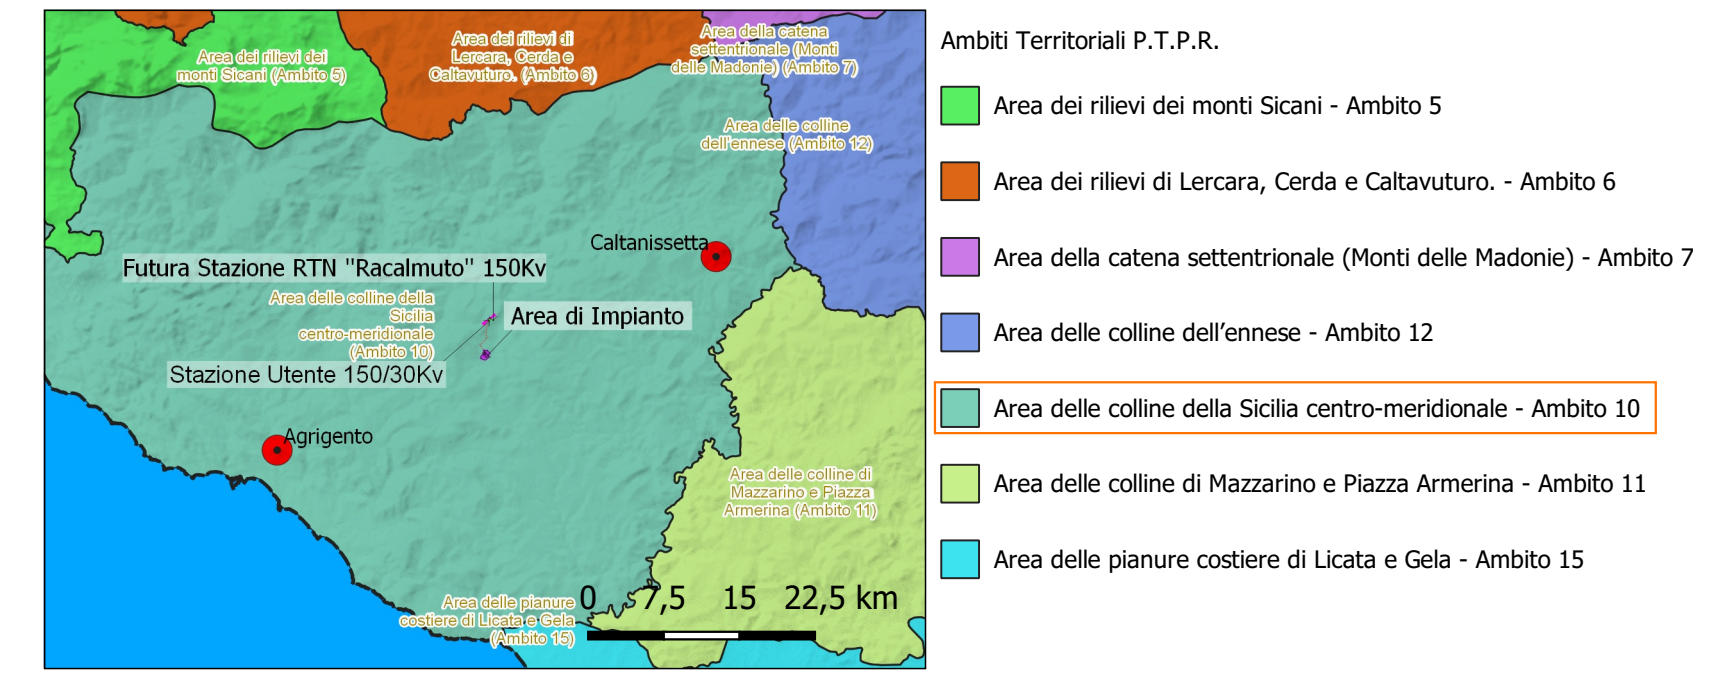 Area dei rilievi dei
monti Sicani (Ambito 5)
Area dei rilievi di
Lercara, Cerda e
Caltavuturo. (Ambito 6)
Area della catena
settentrionale (Monti
delle Madonie) (Ambito 7)
Area delle colline
dell'ennese (Ambito 12)
Caltanissetta
Futura Stazione RTN "Racalmuto" 150Kv
Area delle colline della
Sicilia
centro-meridionale
(Ambito 10)
Area di Impianto
Stazione Utente 150/30Kv
Agrigento
Area delle colline di
Mazzarino e Piazza
Armerina (Ambito 11)
Area delle pianure
costiere di Licata e Gela
(Ambito 15)
0 7,5 15 22,5 km
Ambiti Territoriali P.T.P.R.
Area dei rilievi dei monti Sicani - Ambito 5
Area dei rilievi di Lercara, Cerda e Caltavuturo. - Ambito 6
Area della catena settentrionale (Monti delle Madonie) - Ambito 7
Area delle colline dell’ennese - Ambito 12
Area delle colline della Sicilia centro-meridionale - Ambito 10
Area delle colline di Mazzarino e Piazza Armerina - Ambito 11
Area delle pianure costiere di Licata e Gela - Ambito 15